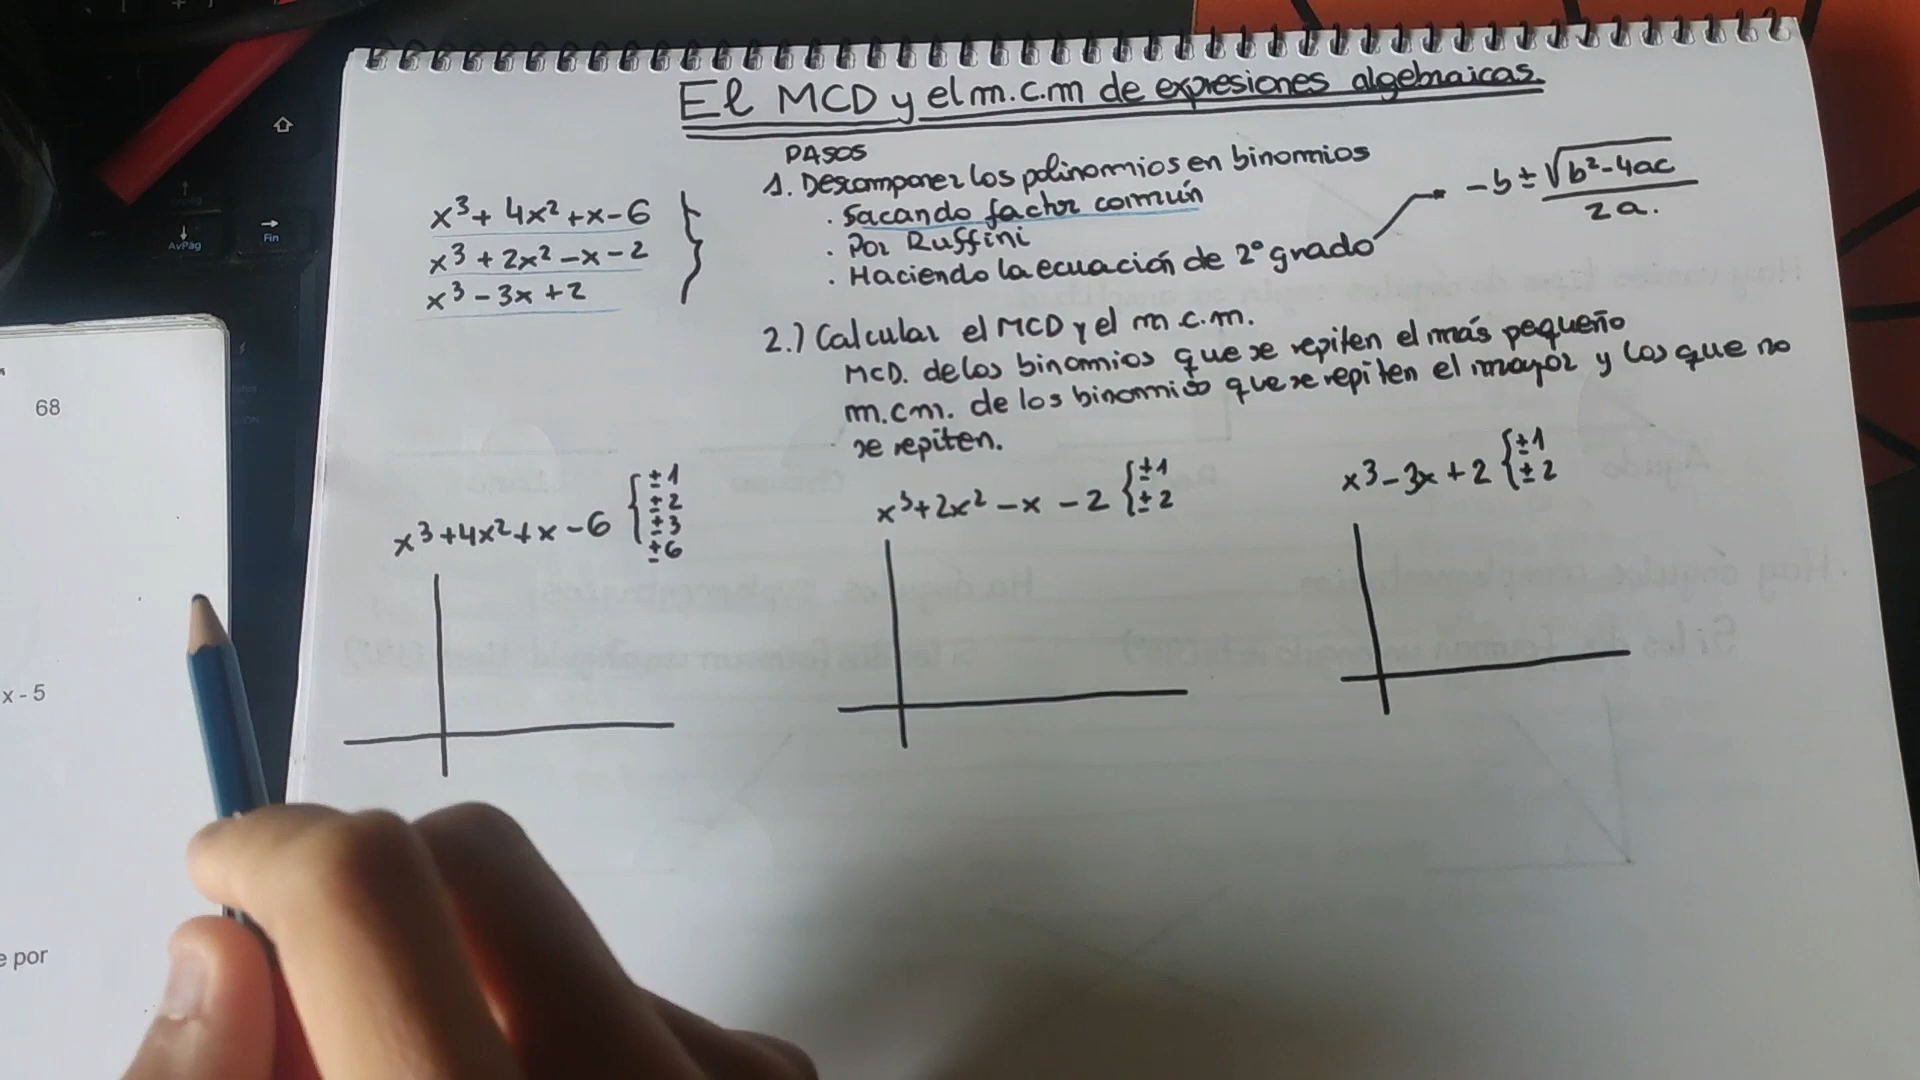 El MCD y el m.c.m de expresiones algebraicas.
PASOS
1. Descomponer los polinomios en binomios
. Sacando factor común
. Por Ruffini
. Haciendo la ecuación de 2º grado
-b ± √b²-4ac
2a.
x³ + 4x² + x - 6
x³ + 2x² - x - 2
x³ - 3x + 2
2.) Calcular el MCD y el m.c.m.
MCD. de los binomios que se repiten el más pequeño
m.cm. de los binomios que se repiten el mayor y los que no
se repiten.
x³+4x²+x-6 { ±1
±2
±3
±6
x³+2x²-x-2 { ±1
±2
x³-3x+2 { ±1
±2
68
x - 5
e por
AvPág
Fin